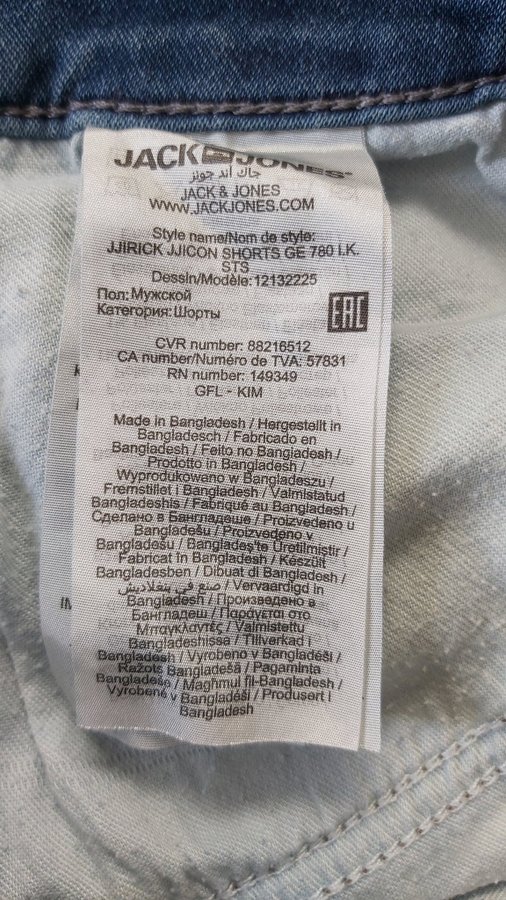 JACK & JONES
جاك أند جونز
JACK & JONES
WWW.JACKJONES.COM
Style name/Nom de style:
JJIRICK JJICON SHORTS GE 780 I.K.
STS
Dessin/Modèle: 12132225
Пол: Мужской
Категория: Шорты
EAC
CVR number: 88216512
CA number/Numéro de TVA: 57831
RN number: 149349
GFL - KIM
Made in Bangladesh / Hergestellt in
Bangladesch / Fabricado en
Bangladesh / Feito no Bangladesh /
Prodotto in Bangladesh /
Wyprodukowano w Bangladeszu /
Fremstillet i Bangladesh / Valmistatud
Bangladeshis / Fabriqué au Bangladesh /
Сделано в Бангладеше / Proizvedeno u
Bangladešu / Proizvedeno v
Bangladešu / Bangladeş'te Üretilmiştir /
Fabricat în Bangladesh / Készült
Bangladesben / Dibuat di Bangladesh /
صنع في بنغلاديش / Vervaardigd in
Bangladesh / Произведено в
Бангладеш / Παράγεται στο
Μπαγκλαντές / Valmistettu
Bangladeshissa / Tillverkad i
Bangladesh / Vyrobeno v Bangladéši /
Ražots Bangladešā / Pagaminta
Bangladeše / Magħmul fil-Bangladesh /
Vyrobené v Bangladéši / Produsert i
Bangladesh